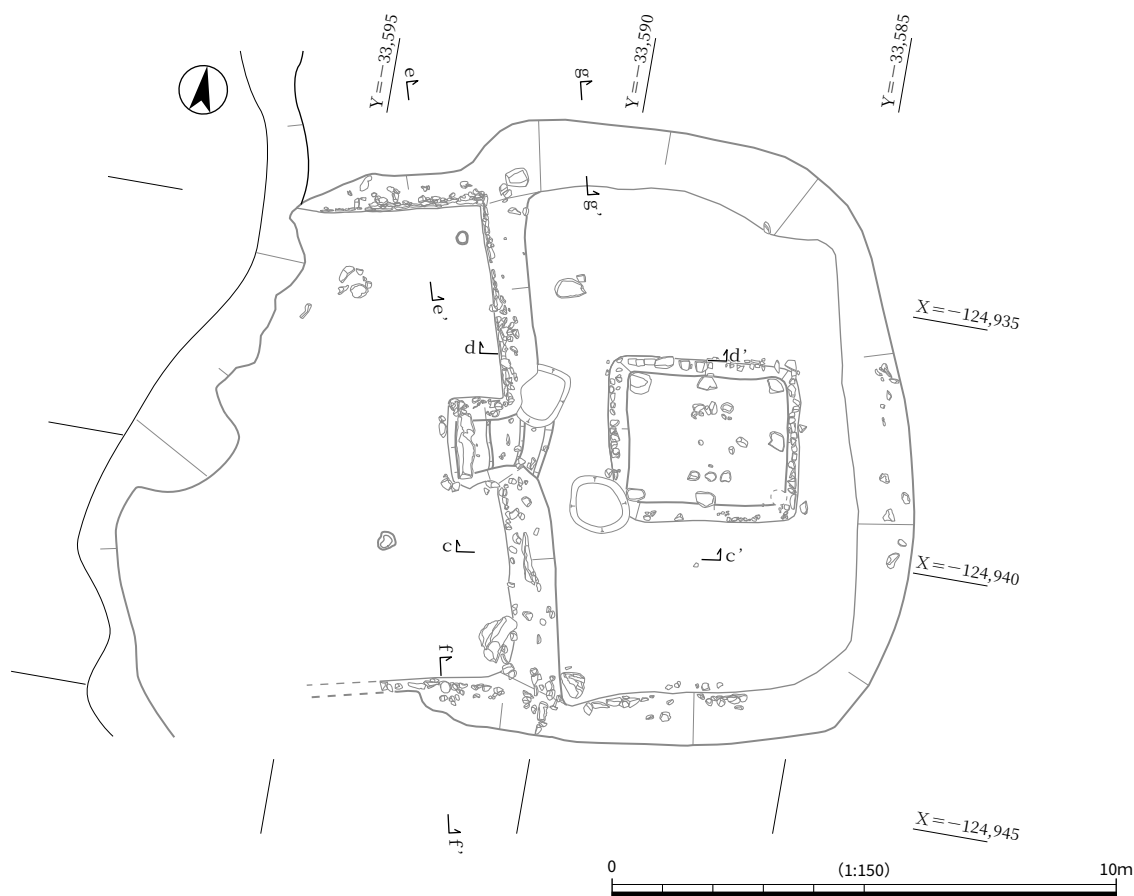 Y=−33,595
Y=−33,590
Y=−33,585
e
g
g’
e’
X=−124,935
d
d’
c
c’
X=−124,940
f
f’
X=−124,945
0
(1:150)
10m